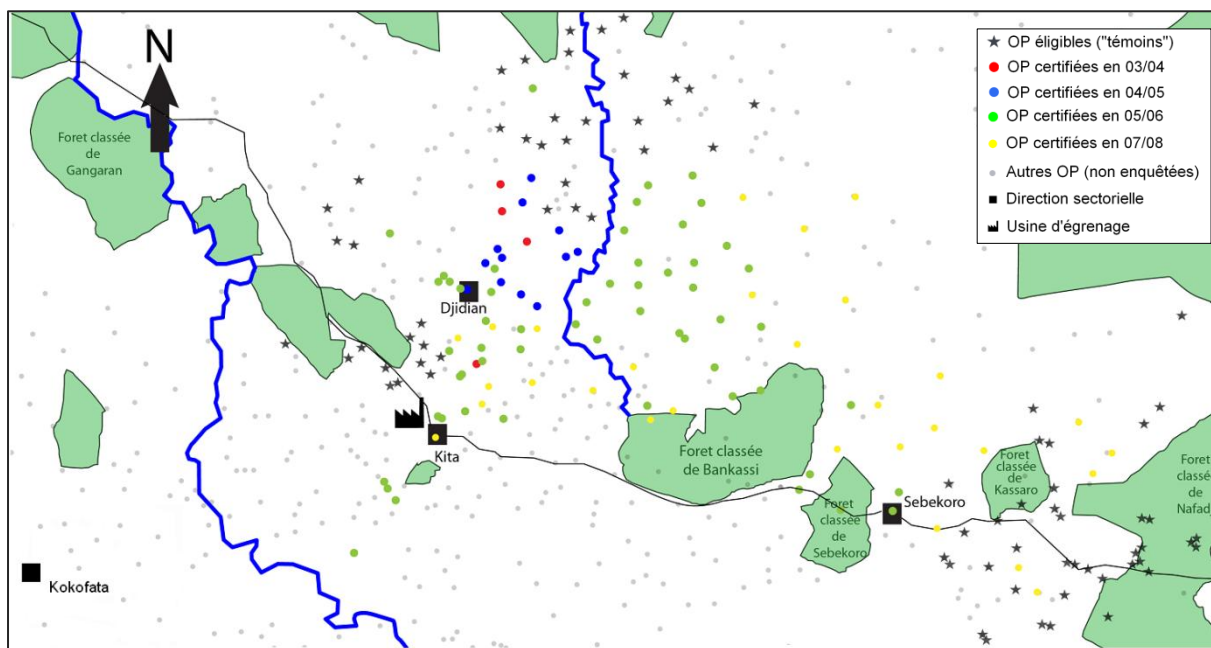 N
OP éligibles ("témoins")
OP certifiées en 03/04
OP certifiées en 04/05
OP certifiées en 05/06
OP certifiées en 07/08
Autres OP (non enquêtées)
Direction sectorielle
Usine d'égrenage
Foret classée
de
Gangaran
Djidian
Kita
Foret classée
de Bankassi
Foret
classée
de
Sebekoro
Sebekoro
Foret
classée
de
Kassaro
Foret
classée
de
Nafadj
Kokofata